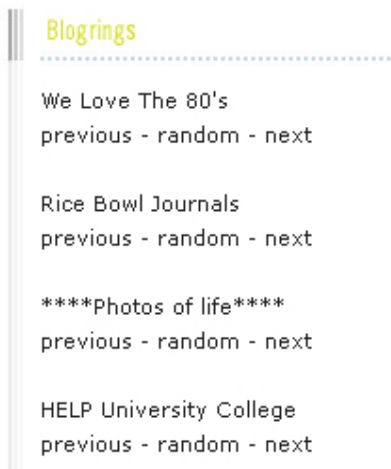 Blogrings
We Love The 80's
previous - random - next
Rice Bowl Journals
previous - random - next
****Photos of life****
previous - random - next
HELP University College
previous - random - next